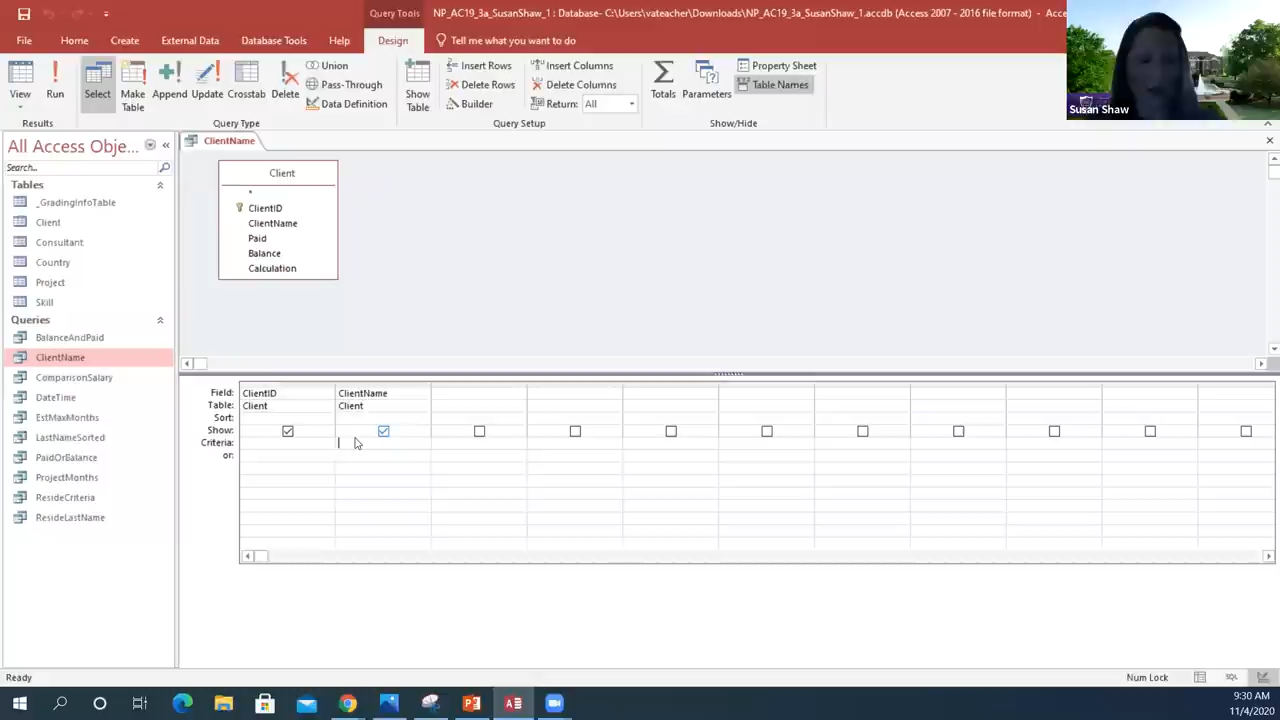 Query Tools
NP_AC19_3a_SusanShaw_1 : Database- C:\Users\vateacher\Downloads\NP_AC19_3a_SusanShaw_1.accdb (Access 2007 - 2016 file format) - Acce
File Home Create External Data Database Tools Help Design Tell me what you want to do
View
Run
Results
Select
Make
Table
Append
Update
Crosstab
Delete
Union
Pass-Through
Data Definition
Query Type
Show
Table
Insert Rows
Delete Rows
Builder
Insert Columns
Delete Columns
Return: All
Query Setup
Totals
Parameters
Property Sheet
Table Names
Show/Hide
Susan Shaw
All Access Obje...
Search...
Tables
_GradingInfoTable
Client
Consultant
Country
Project
Skill
Queries
BalanceAndPaid
ClientName
ComparisonSalary
DateTime
EstMaxMonths
LastNameSorted
PaidOrBalance
ProjectMonths
ResideCriteria
ResideLastName
ClientName
Client
*
ClientID
ClientName
Paid
Balance
Calculation
Field: ClientID ClientName
Table: Client Client
Sort:
Show:
Criteria:
or:
Ready
Num Lock
SQL
9:30 AM
11/4/2020